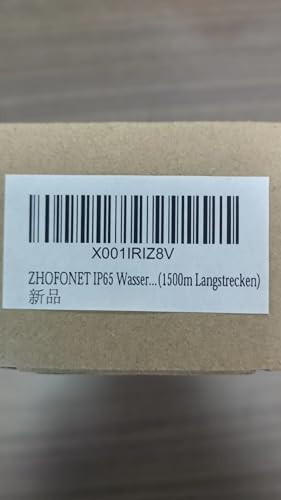 X001IRIZ8V
ZHOFONET IP65 Wasser...(1500m Langstrecken)
新品